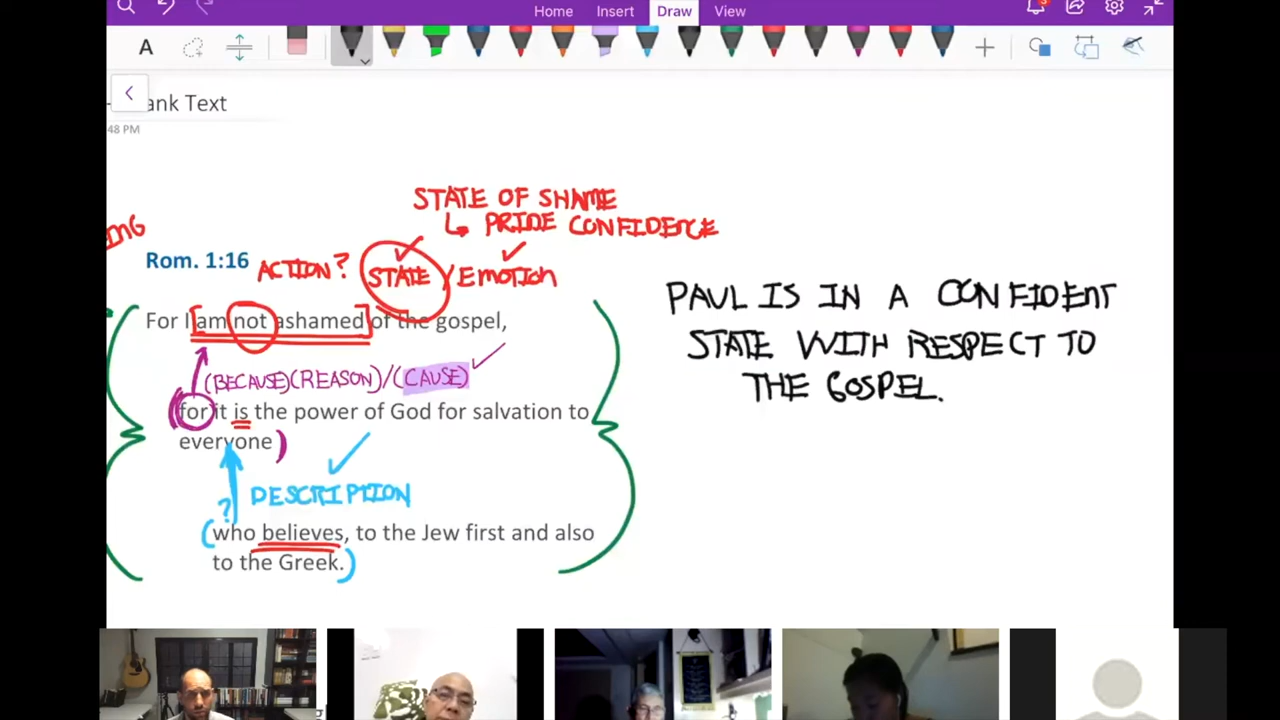 Home Insert Draw View
3
A
ank Text
48 PM
STATE OF SHAME
PRIDE CONFIDENCE
ING
Rom. 1:16 ACTION? STATE / EMOTION
For I am not ashamed of the gospel,
(BECAUSE)(REASON)/(CAUSE)
for it is the power of God for salvation to
everyone)
DESCRIPTION
?
(who believes, to the Jew first and also
to the Greek.)
PAUL IS IN A CONFIDENT
STATE WITH RESPECT TO
THE GOSPEL.